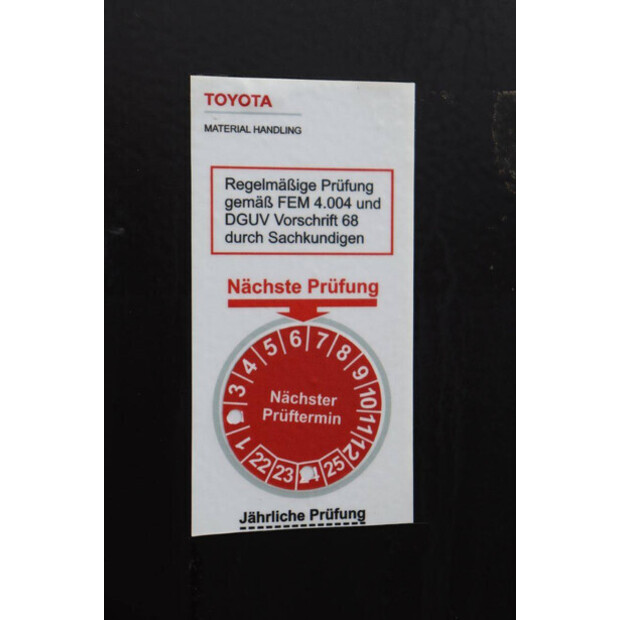 TOYOTA
MATERIAL HANDLING
Regelmäßige Prüfung
gemäß FEM 4.004 und
DGUV Vorschrift 68
durch Sachkundigen
Nächste Prüfung
1 3 4 5 6 7 8 9 10 11 12
Nächster
Prüftermin
22 23 4 25
Jährliche Prüfung